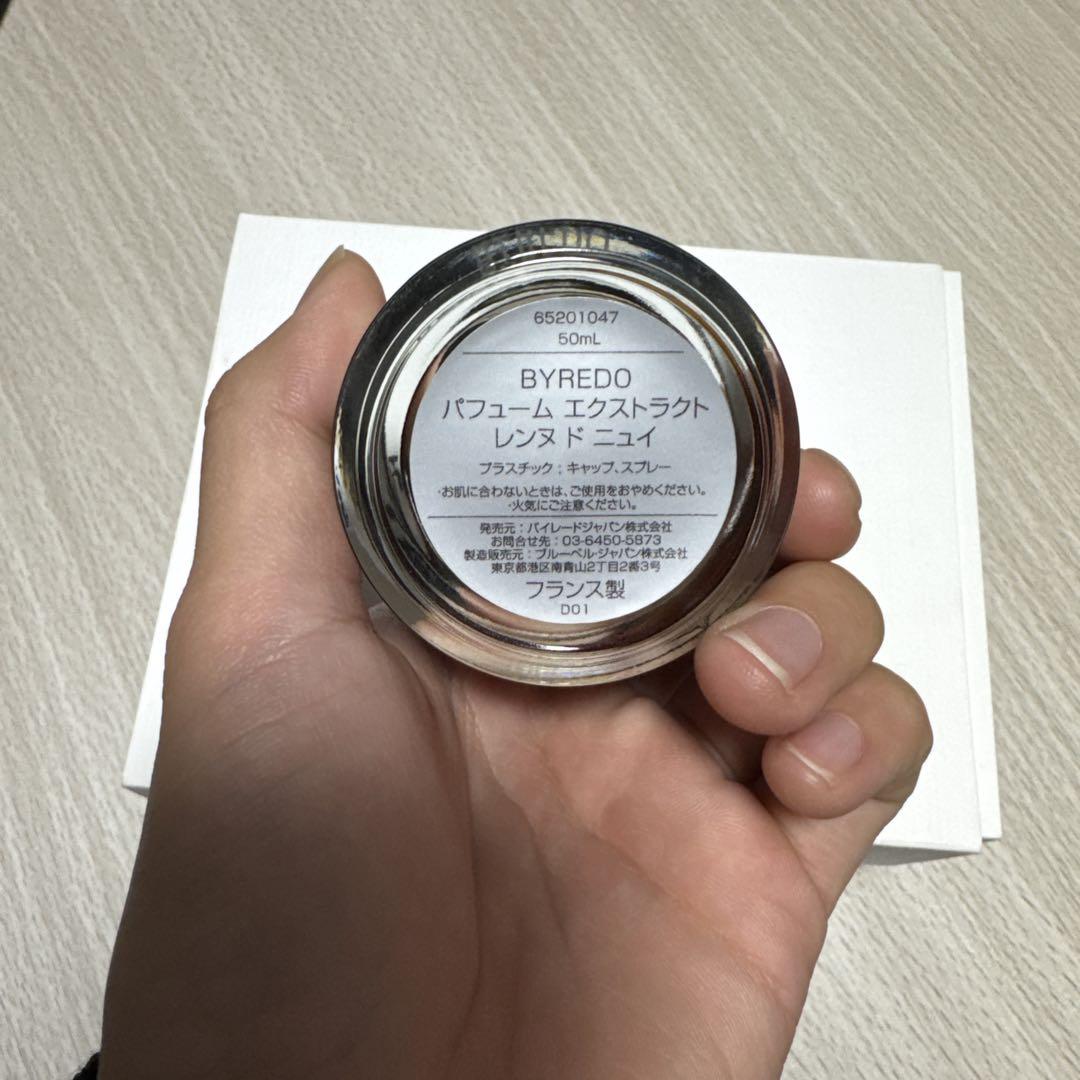 65201047
50mL
BYREDO
パフューム エクストラクト
レンヌ ド ニュイ
プラスチック : キャップ、スプレー
・お肌に合わないときは、ご使用をおやめください。
・火気にご注意ください。
発売元 : バイレードジャパン株式会社
お問合せ先 : 03-6450-5873
製造販売元 : ブルーベル・ジャパン株式会社
東京都港区南青山2丁目2番3号
フランス製
D01